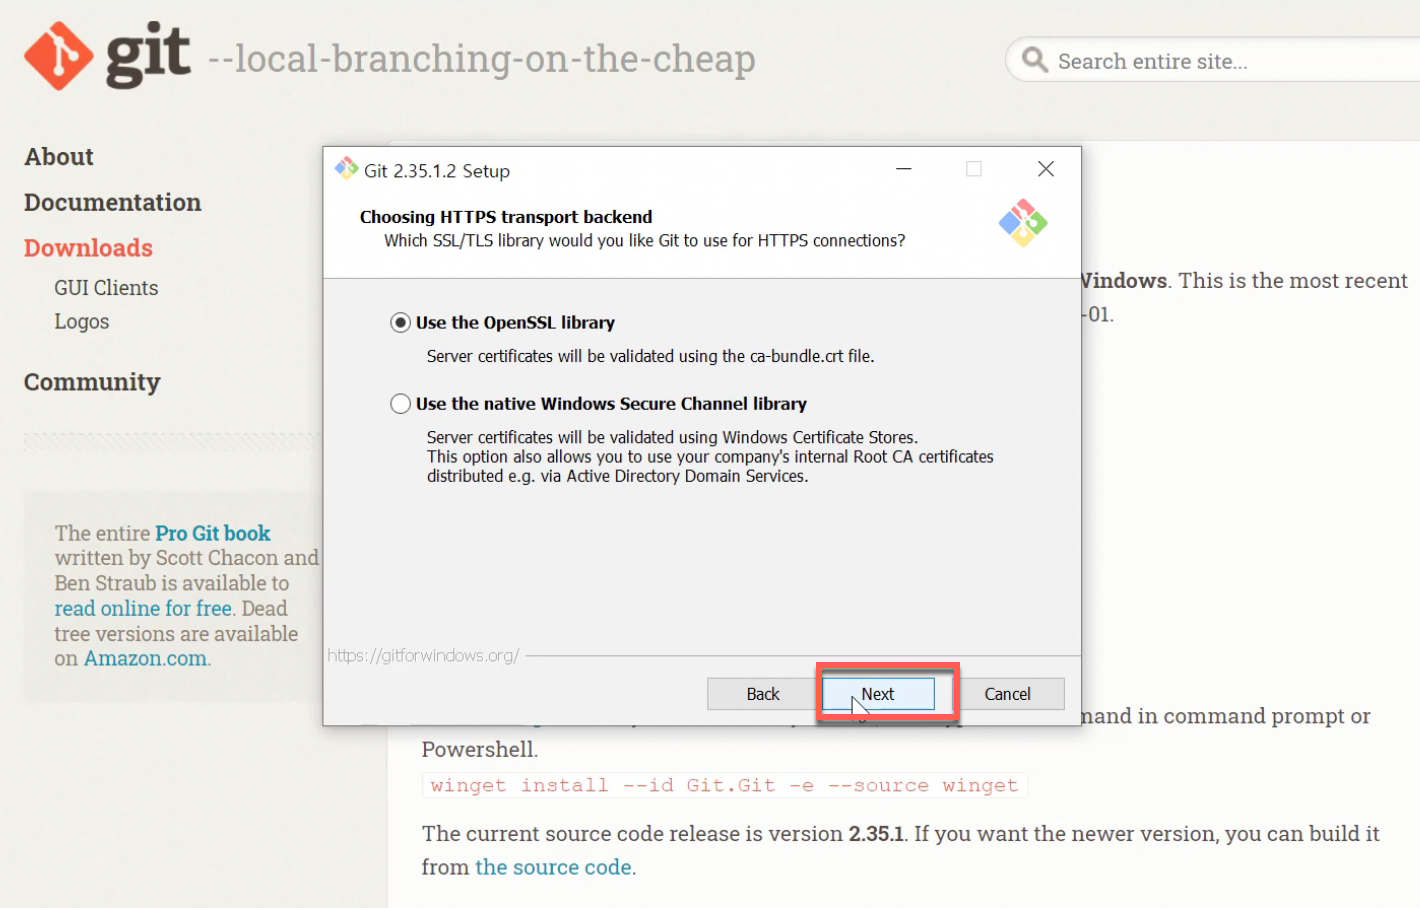 git --local-branching-on-the-cheap
Search entire site...
About
Documentation
Downloads
GUI Clients
Logos
Community
The entire Pro Git book
written by Scott Chacon and
Ben Straub is available to
read online for free. Dead
tree versions are available
on Amazon.com.
Git 2.35.1.2 Setup
Choosing HTTPS transport backend
Which SSL/TLS library would you like Git to use for HTTPS connections?
Use the OpenSSL library
Server certificates will be validated using the ca-bundle.crt file.
Use the native Windows Secure Channel library
Server certificates will be validated using Windows Certificate Stores.
This option also allows you to use your company's internal Root CA certificates
distributed e.g. via Active Directory Domain Services.
https://gitforwindows.org/
Back Next Cancel
Windows. This is the most recent
-01.
mand in command prompt or
Powershell.
winget install --id Git.Git -e --source winget
The current source code release is version 2.35.1. If you want the newer version, you can build it
from the source code.